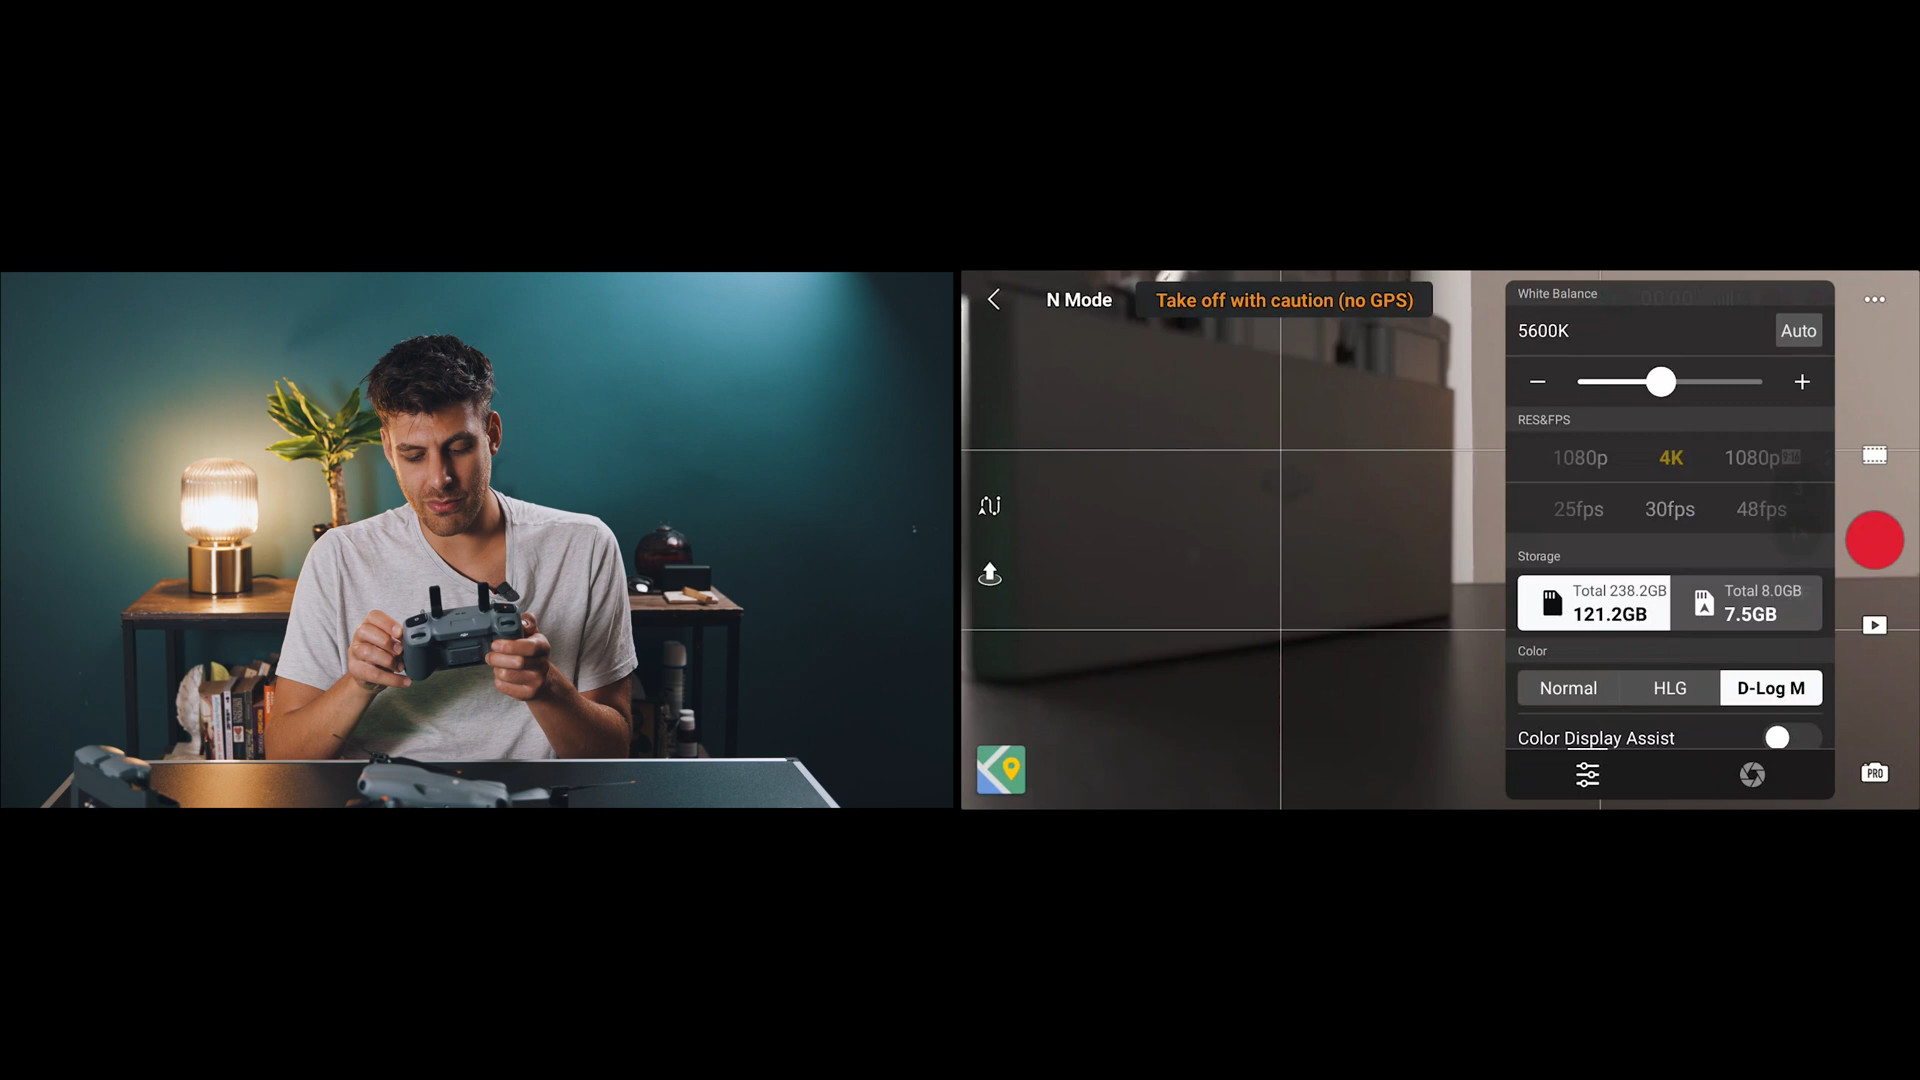 N Mode
Take off with caution (no GPS)
White Balance
5600K
Auto
RES&FPS
1080p 4K 1080p 9:16
25fps 30fps 48fps
Storage
Total 238.2GB
121.2GB
Total 8.0GB
7.5GB
Color
Normal HLG D-Log M
Color Display Assist
PRO